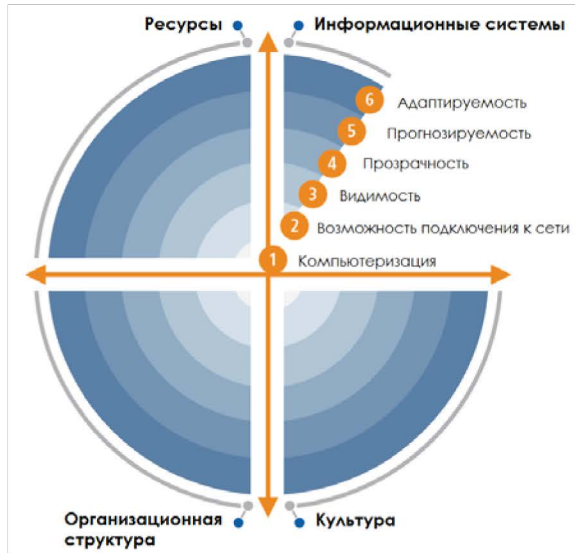 Ресурсы
Информационные системы
6 Адаптируемость
5 Прогнозируемость
4 Прозрачность
3 Видимость
2 Возможность подключения к сети
1 Компьютеризация
Организационная
структура
Культура